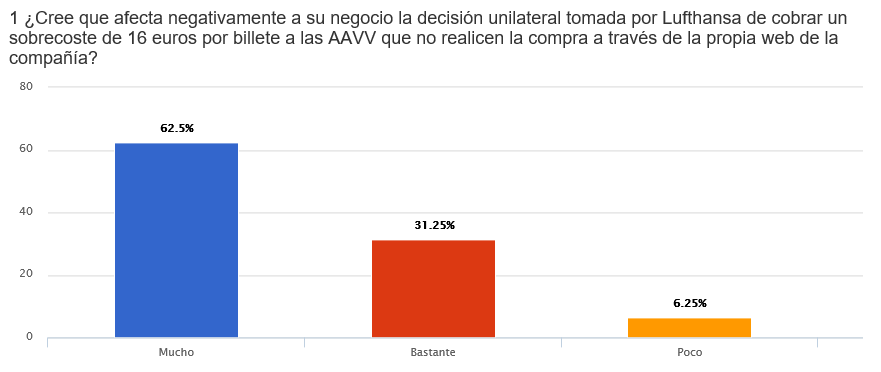 1 ¿Cree que afecta negativamente a su negocio la decisión unilateral tomada por Lufthansa de cobrar un
sobrecoste de 16 euros por billete a las AAVV que no realicen la compra a través de la propia web de la
compañía?
80
62.5%
60
40
31.25%
20
6.25%
0
Mucho
Bastante
Poco